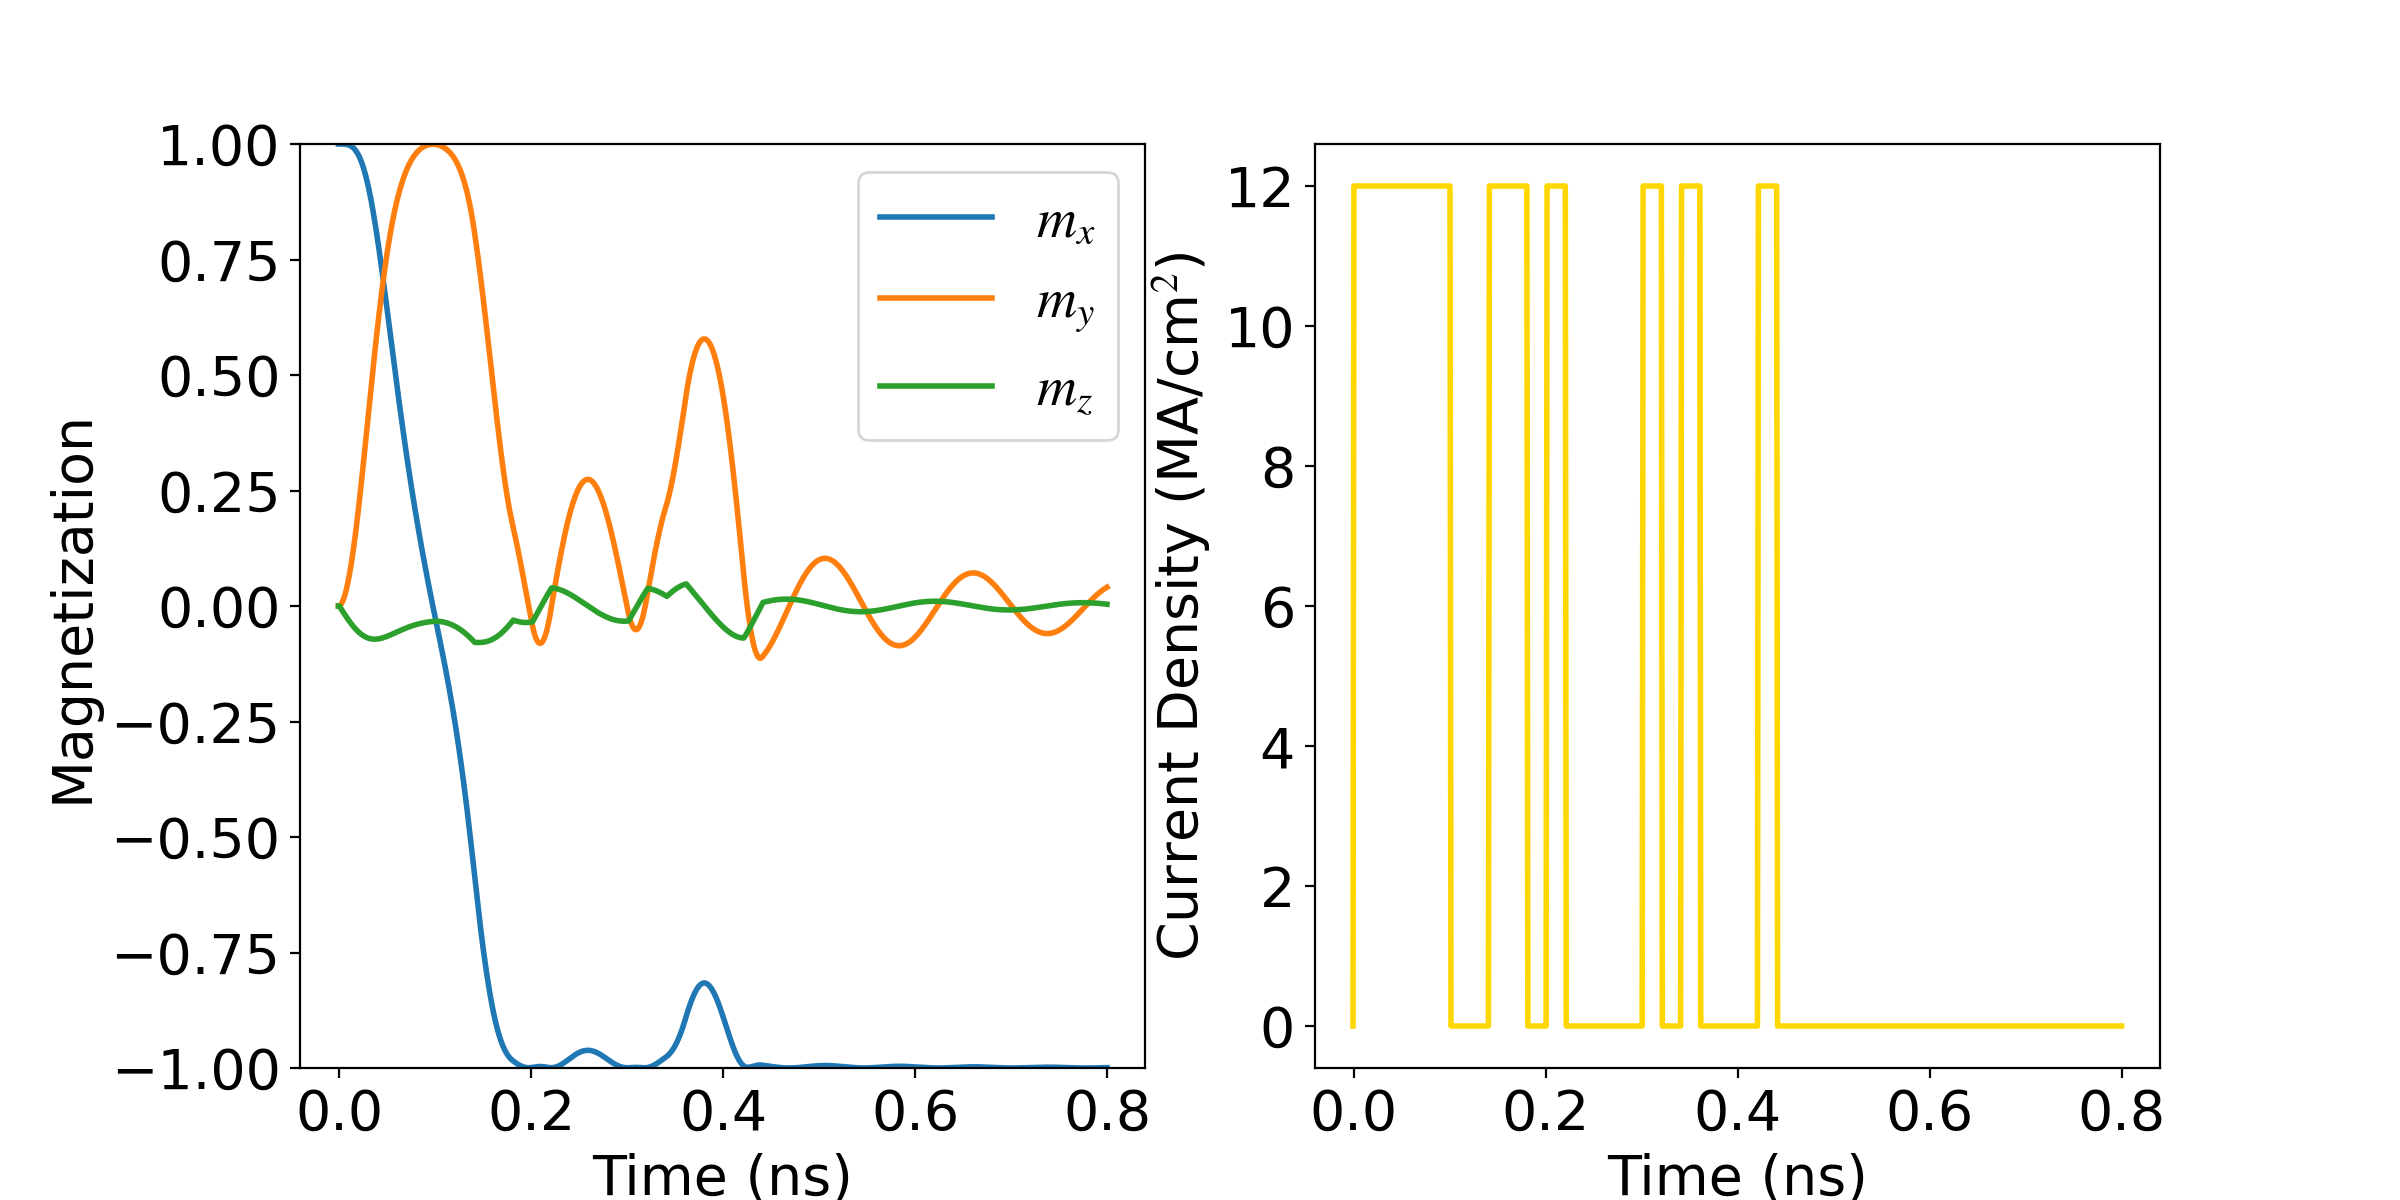 Magnetization
1.00
0.75
0.50
0.25
0.00
−0.25
−0.50
−0.75
−1.00
0.0 0.2 0.4 0.6 0.8
Time (ns)
m_x
m_y
m_z
Current Density (MA/cm²)
12
10
8
6
4
2
0
0.0 0.2 0.4 0.6 0.8
Time (ns)